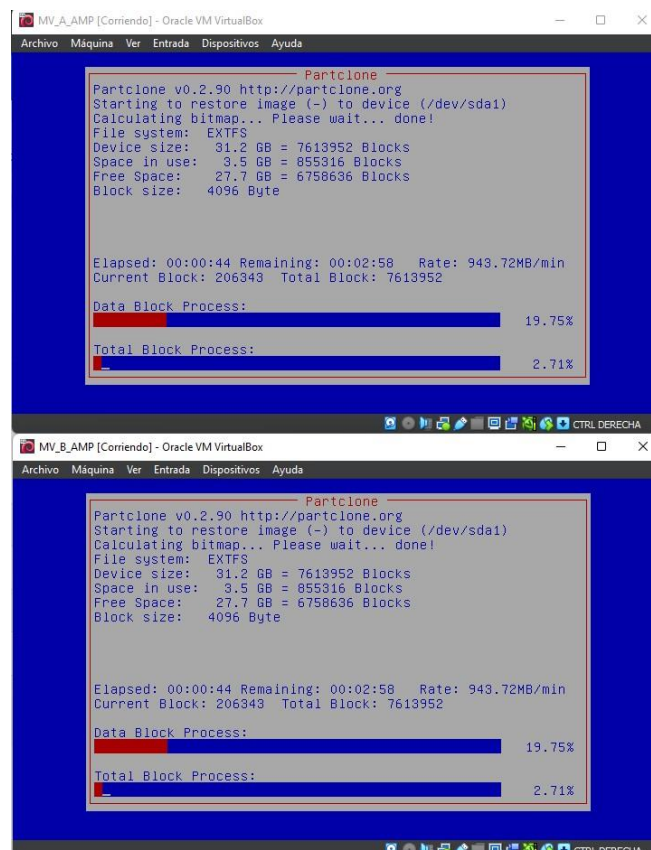 MV_A_AMP [Corriendo] - Oracle VM VirtualBox
Archivo Máquina Ver Entrada Dispositivos Ayuda
Partclone
Partclone v0.2.90 http://partclone.org
Starting to restore image (-) to device (/dev/sda1)
Calculating bitmap... Please wait... done!
File system: EXTFS
Device size: 31.2 GB = 7613952 Blocks
Space in use: 3.5 GB = 855316 Blocks
Free Space: 27.7 GB = 6758636 Blocks
Block size: 4096 Byte
Elapsed: 00:00:44 Remaining: 00:02:58 Rate: 943.72MB/min
Current Block: 206343 Total Block: 7613952
Data Block Process:
19.75%
Total Block Process:
2.71%
CTRL DERECHA
MV_B_AMP [Corriendo] - Oracle VM VirtualBox
Archivo Máquina Ver Entrada Dispositivos Ayuda
Partclone
Partclone v0.2.90 http://partclone.org
Starting to restore image (-) to device (/dev/sda1)
Calculating bitmap... Please wait... done!
File system: EXTFS
Device size: 31.2 GB = 7613952 Blocks
Space in use: 3.5 GB = 855316 Blocks
Free Space: 27.7 GB = 6758636 Blocks
Block size: 4096 Byte
Elapsed: 00:00:44 Remaining: 00:02:58 Rate: 943.72MB/min
Current Block: 206343 Total Block: 7613952
Data Block Process:
19.75%
Total Block Process:
2.71%
CTRL DERECHA